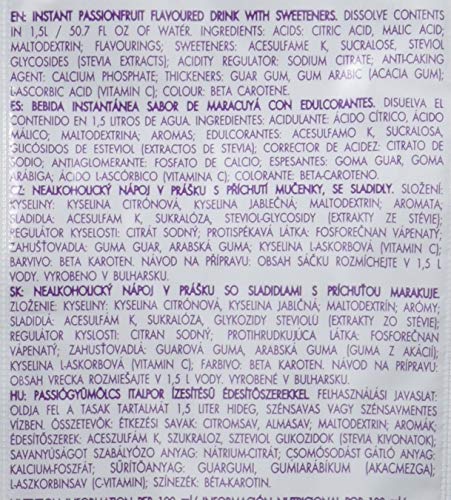 EN: INSTANT PASSIONFRUIT FLAVOURED DRINK WITH SWEETENERS. DISSOLVE CONTENTS
IN 1,5L / 50.7 FL OZ OF WATER. INGREDIENTS: ACIDS: CITRIC ACID, MALIC ACID;
MALTODEXTRIN; FLAVOURINGS; SWEETENERS: ACESULFAME K, SUCRALOSE, STEVIOL
GLYCOSIDES (STEVIA EXTRACTS); ACIDITY REGULATOR: SODIUM CITRATE; ANTI-CAKING
AGENT: CALCIUM PHOSPHATE; THICKENERS: GUAR GUM, GUM ARABIC (ACACIA GUM);
L-ASCORBIC ACID (VITAMIN C); COLOUR: BETA CAROTENE.
ES: BEBIDA INSTANTÁNEA SABOR DE MARACUYÁ CON EDULCORANTES. DISUELVA EL
CONTENIDO EN 1,5 LITROS DE AGUA. INGREDIENTES: ACIDULANTE: ÁCIDO CÍTRICO, ÁCIDO
MÁLICO; MALTODEXTRINA; AROMAS; EDULCORANTES: ACESULFAMO K, SUCRALOSA,
GLUCÓSIDOS DE ESTEVIOL (EXTRACTOS DE STEVIA); CORRECTOR DE ACIDEZ: CITRATO DE
SODIO; ANTIAGLOMERANTE: FOSFATO DE CALCIO, ESPESANTES: GOMA GUAR, GOMA
ARÁBIGA; ÁCIDO L-ASCÓRBICO (VITAMINA C); COLORANTE: BETA-CAROTENO.
CZ: NEALKOHOLICKÝ NÁPOJ V PRÁŠKU S PŘÍCHUTÍ MUČENKY, SE SLADIDLY. SLOŽENÍ:
KYSELINY: KYSELINA CITRÓNOVÁ, KYSELINA JABLEČNÁ; MALTODEXTRIN; AROMATA;
SLADIDLA: ACESULFAM K, SUKRALÓZA, STEVIOL-GLYCOSIDY (EXTRAKTY ZE STÉVIE);
REGULÁTOR KYSELOSTI: CITRÁT SODNÝ; PROTISPÉKAVÁ LÁTKA: FOSFOREČNAN VÁPENATÝ;
ZAHUŠŤOVADLA: GUMA GUAR, ARABSKÁ GUMA; KYSELINA L-ASKORBOVÁ (VITAMIN C);
BARVIVO: BETA KAROTEN. NÁVOD NA PŘÍPRAVU: OBSAH SÁČKU ROZMÍCHEJTE V 1,5 L
VODY. VYROBENO V BULHARSKU.
SK: NEALKOHOLICKÝ NÁPOJ V PRÁŠKU SO SLADIDLAMI S PRÍCHUŤOU MARAKUJE.
ZLOŽENIE: KYSELINY: KYSELINA CITRÓNOVÁ, KYSELINA JABLČNÁ; MALTODEXTRÍN; ARÓMY;
SLADIDLÁ: ACESULFÁM K, SUKRALÓZA, GLYKOZIDY STEVIOLU (EXTRAKTY ZO STÉVIE);
REGULÁTOR KYSLOSTI: CITRAN SODNÝ; PROTIHRUDKUJÚCA LÁTKA: FOSFOREČNAN
VÁPENATÝ; ZAHUSŤOVADLÁ: GUAROVÁ GUMA, ARABSKÁ GUMA (GUMA Z AKÁCIÍ);
KYSELINA L-ASKORBOVÁ (VITAMÍN C); FARBIVO: BETA KAROTEN. NÁVOD NA PRÍPRAVU:
OBSAH VRECKA ROZMIEŠAJTE V 1,5 L VODY. VYROBENÉ V BULHARSKU.
HU: PASSIÓGYÜMÖLCS ITALPOR ÍZESÍTÉSŰ ÉDESÍTŐSZEREKKEL. FELHASZNÁLÁSI JAVASLAT:
OLDJA FEL A TASAK TARTALMÁT 1,5 LITER HIDEG, SZÉNSAVAS VAGY SZÉNSAVMENTES
VÍZBEN. ÖSSZETEVŐK: ÉTKEZÉSI SAVAK: CITROMSAV, ALMASAV; MALTODEXTRIN; AROMÁK,
ÉDESÍTŐSZEREK: ACESZULFÁM K, SZUKRALÓZ, SZTEVIOL GLIKOZIDOK (STEVIA KIVONATOK);
SAVANYÚSÁGOT SZABÁLYOZÓ ANYAG: NÁTRIUM-CITRÁT; CSOMÓSODÁST GÁTLÓ ANYAG:
KALCIUM-FOSZFÁT; SŰRÍTŐANYAG: GUARGUMI, GUMIARÁBIKUM (AKACMEZGA);
L-ASZKORBINSAV (C-VITAMIN); SZÍNEZÉK: BÉTA-KAROTIN.